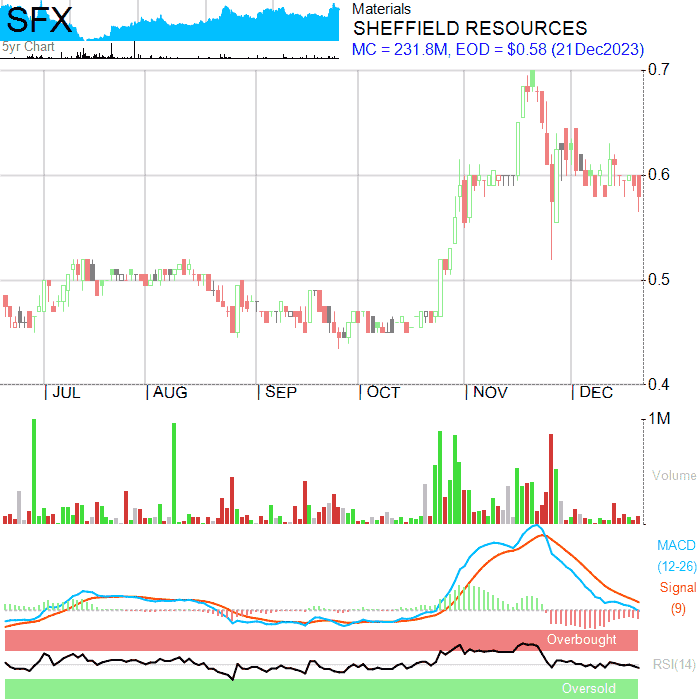 SFX
5yr Chart
Materials
SHEFFIELD RESOURCES
MC = 231.8M, EOD = $0.58 (21Dec2023)
0.7
0.6
0.5
0.4
JUL AUG SEP OCT NOV DEC
1M
Volume
MACD
(12-26)
Signal
(9)
Overbought
RSI(14)
Oversold